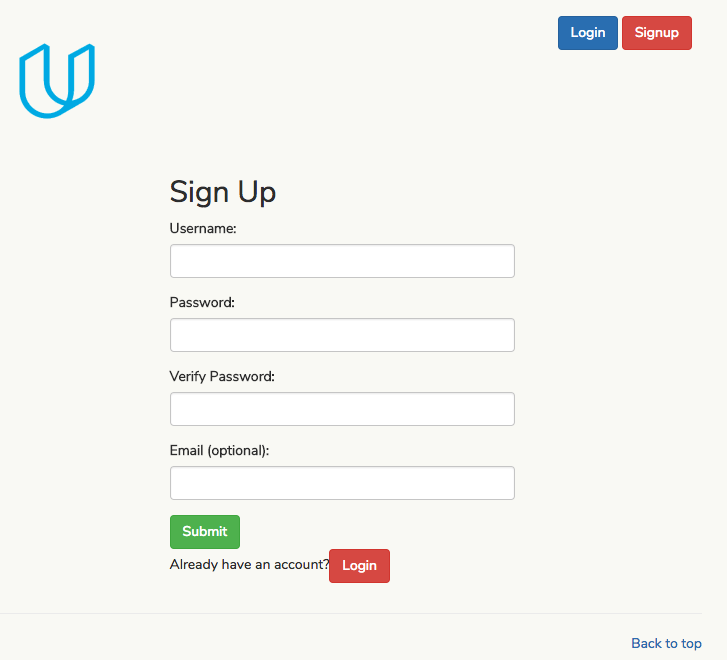 Login Signup
Sign Up
Username:
Password:
Verify Password:
Email (optional):
Submit
Already have an account? Login
Back to top